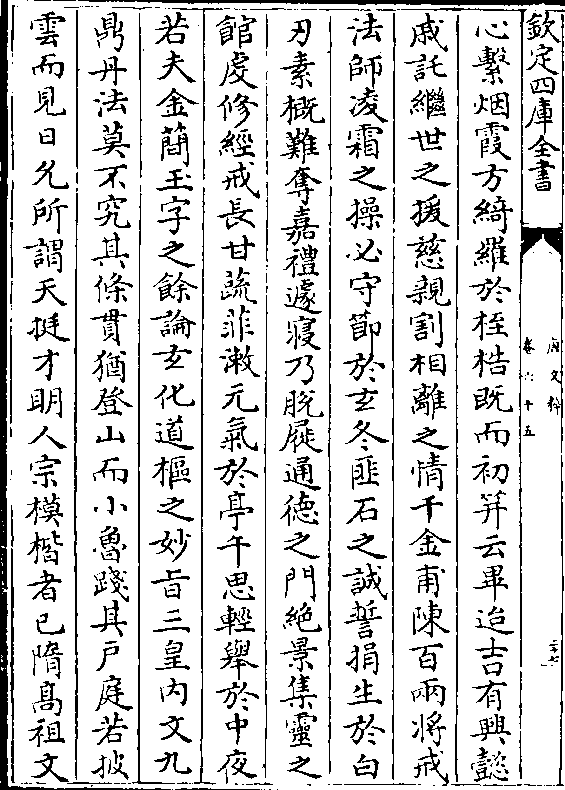 欽定四庫全書
唐文粹
卷六十五
二十七
心繫烟霞方綺羅於桎梏既而初笄云畢迨吉有興懿
戚託繼世之援慈親割相離之情千金甫陳百兩將戒
法師凌霜之操必守節於玄冬匪石之誠誓捐生於白
刃素概難奪嘉禮遽寢乃脱屣通德之門絶景集靈之
館虔修經戒長甘蔬菲漱元氣於亭午思輕舉於中夜
若夫金簡玉字之餘論玄化道樞之妙旨三皇内文九
鼎丹法莫不究其條貫猶登山而小魯踐其戶庭若披
雲而見日允所謂天挺才明人宗模楷者已隋髙祖文